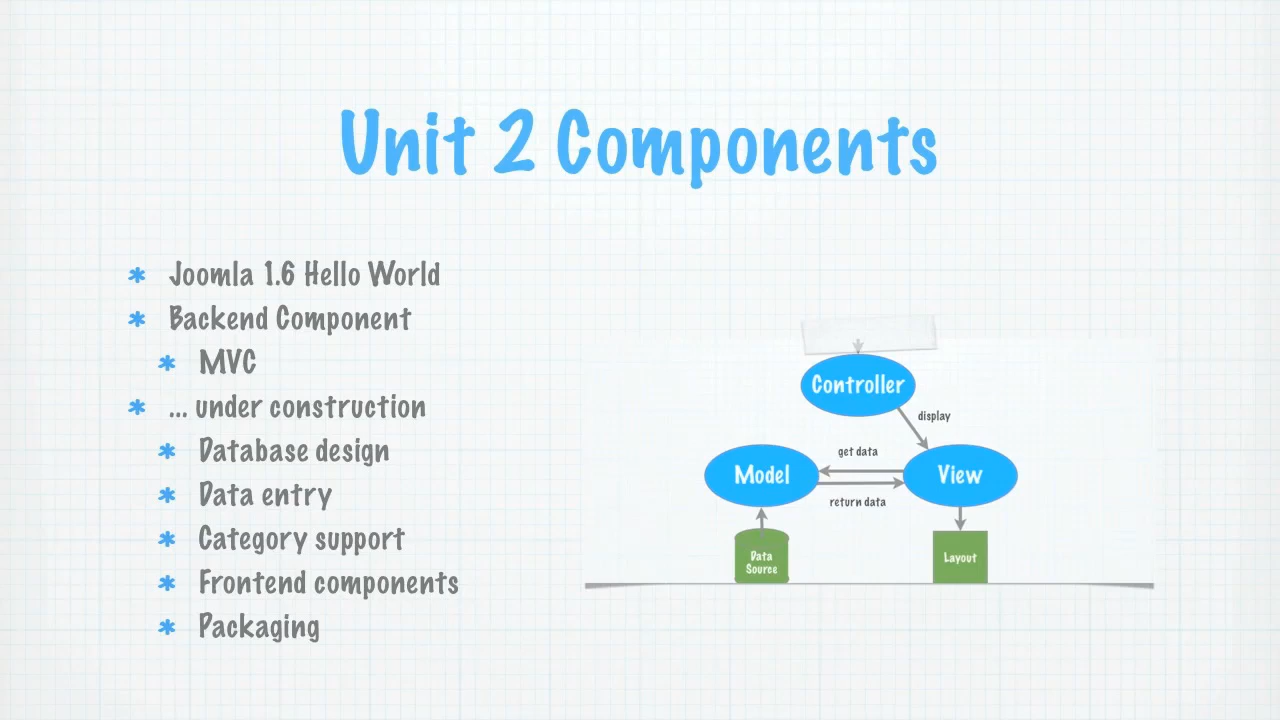 Unit 2 Components
Joomla 1.6 Hello World
Backend Component
MVC
... under construction
Database design
Data entry
Category support
Frontend components
Packaging
Controller
display
get data
Model
View
return data
Data
Source
Layout